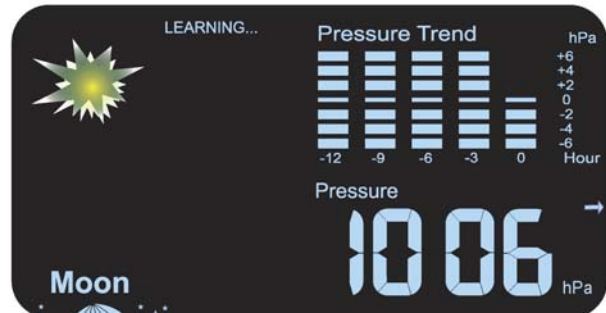 LEARNING...
Pressure Trend
hPa
+6
+4
+2
0
-2
-4
-6
-12 -9 -6 -3 0 Hour
Pressure
1006 hPa
Moon